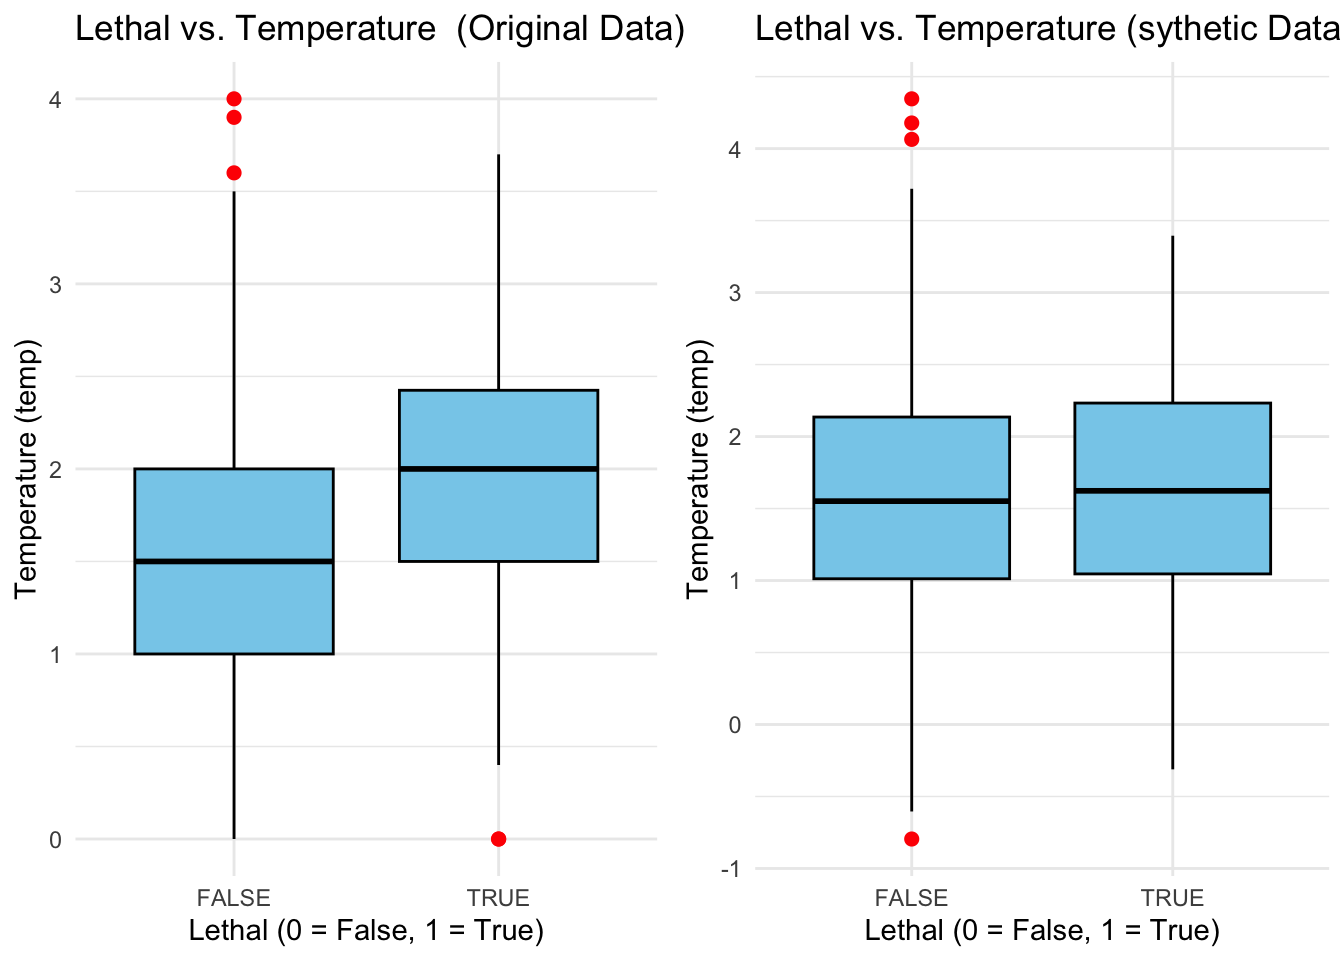 Lethal vs. Temperature  (Original Data)
Temperature (temp)
4
3
2
1
0
FALSE TRUE
Lethal (0 = False, 1 = True)
Lethal vs. Temperature (sythetic Data
Temperature (temp)
4
3
2
1
0
-1
FALSE TRUE
Lethal (0 = False, 1 = True)